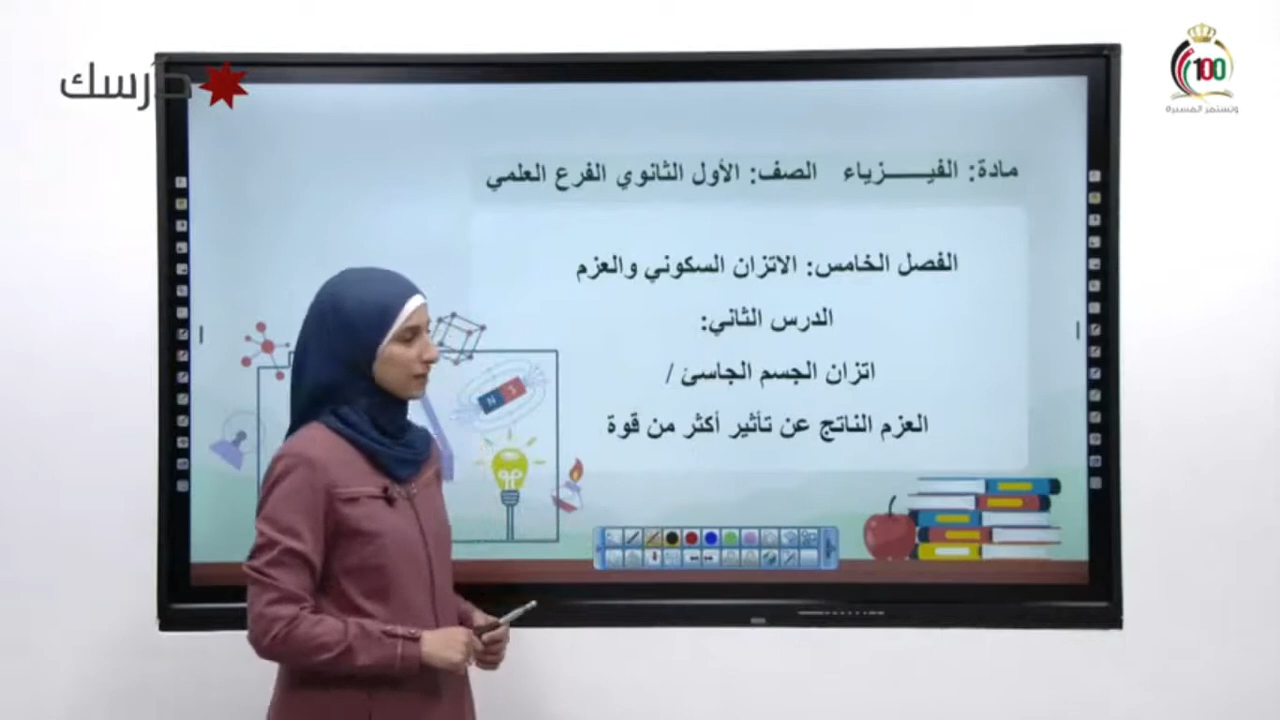 درسك
100
وتستمر المسيرة
مادة: الفيـــــزياء الصف: الأول الثانوي الفرع العلمي
الفصل الخامس: الاتزان السكوني والعزم
الدرس الثاني:
اتزان الجسم الجاسئ /
العزم الناتج عن تأثير أكثر من قوة
N